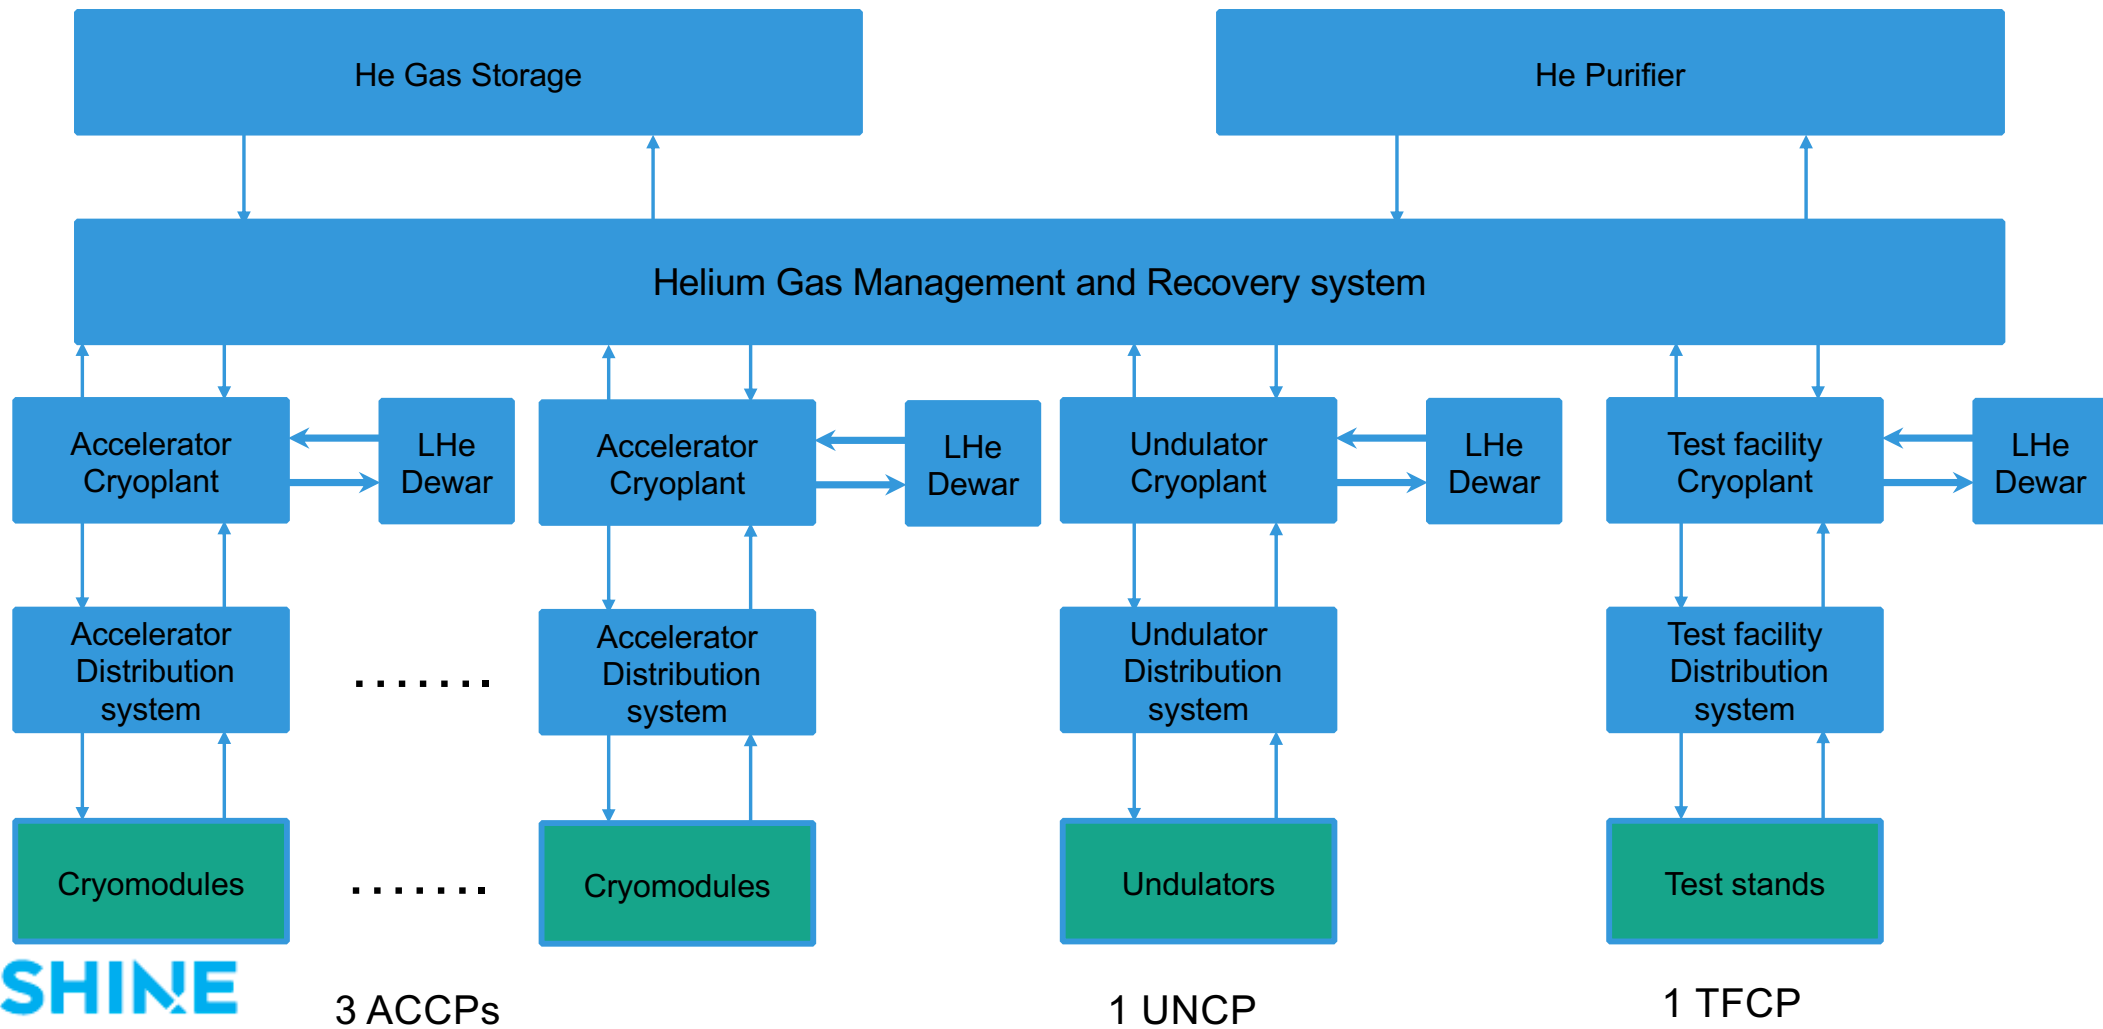 He Gas Storage
He Purifier
Helium Gas Management and Recovery system
Accelerator
Cryoplant
LHe
Dewar
Accelerator
Cryoplant
LHe
Dewar
Undulator
Cryoplant
LHe
Dewar
Test facility
Cryoplant
LHe
Dewar
Accelerator
Distribution
system
.......
Accelerator
Distribution
system
Undulator
Distribution
system
Test facility
Distribution
system
Cryomodules
.......
Cryomodules
Undulators
Test stands
SHINE
3 ACCPs
1 UNCP
1 TFCP